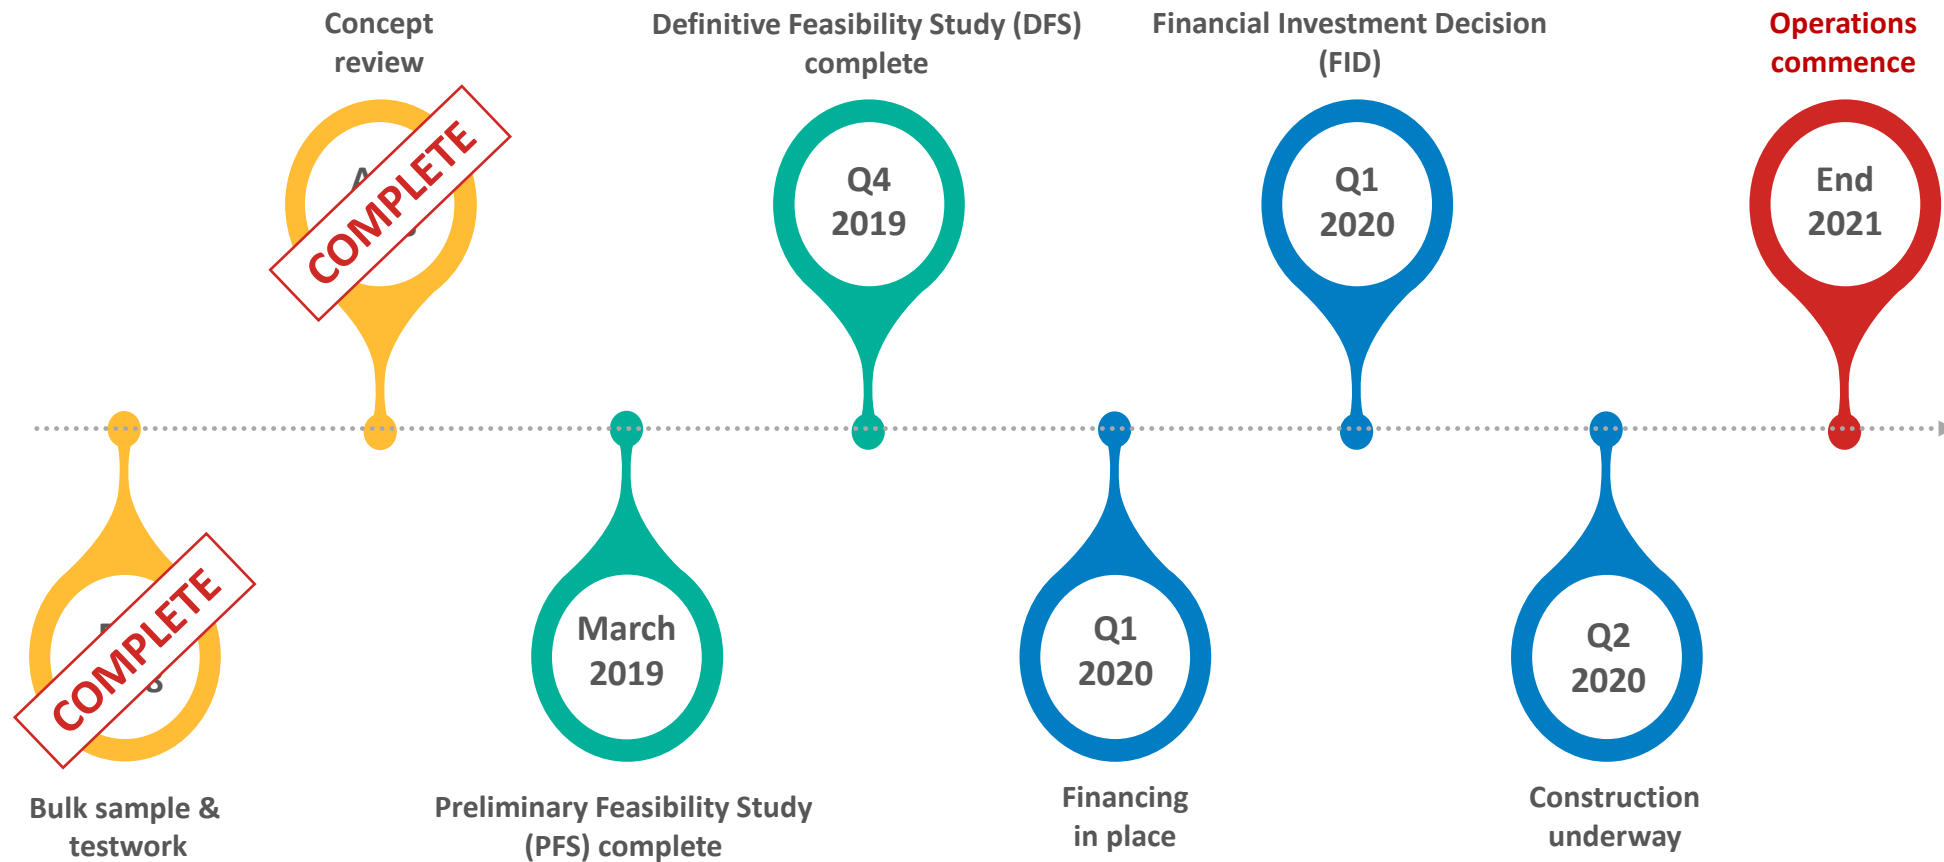 Concept
review
COMPLETE
Definitive Feasibility Study (DFS)
complete
Q4
2019
Financial Investment Decision
(FID)
Q1
2020
Operations
commence
End
2021
COMPLETE
Bulk sample &
testwork
March
2019
Preliminary Feasibility Study
(PFS) complete
Q1
2020
Financing
in place
Q2
2020
Construction
underway